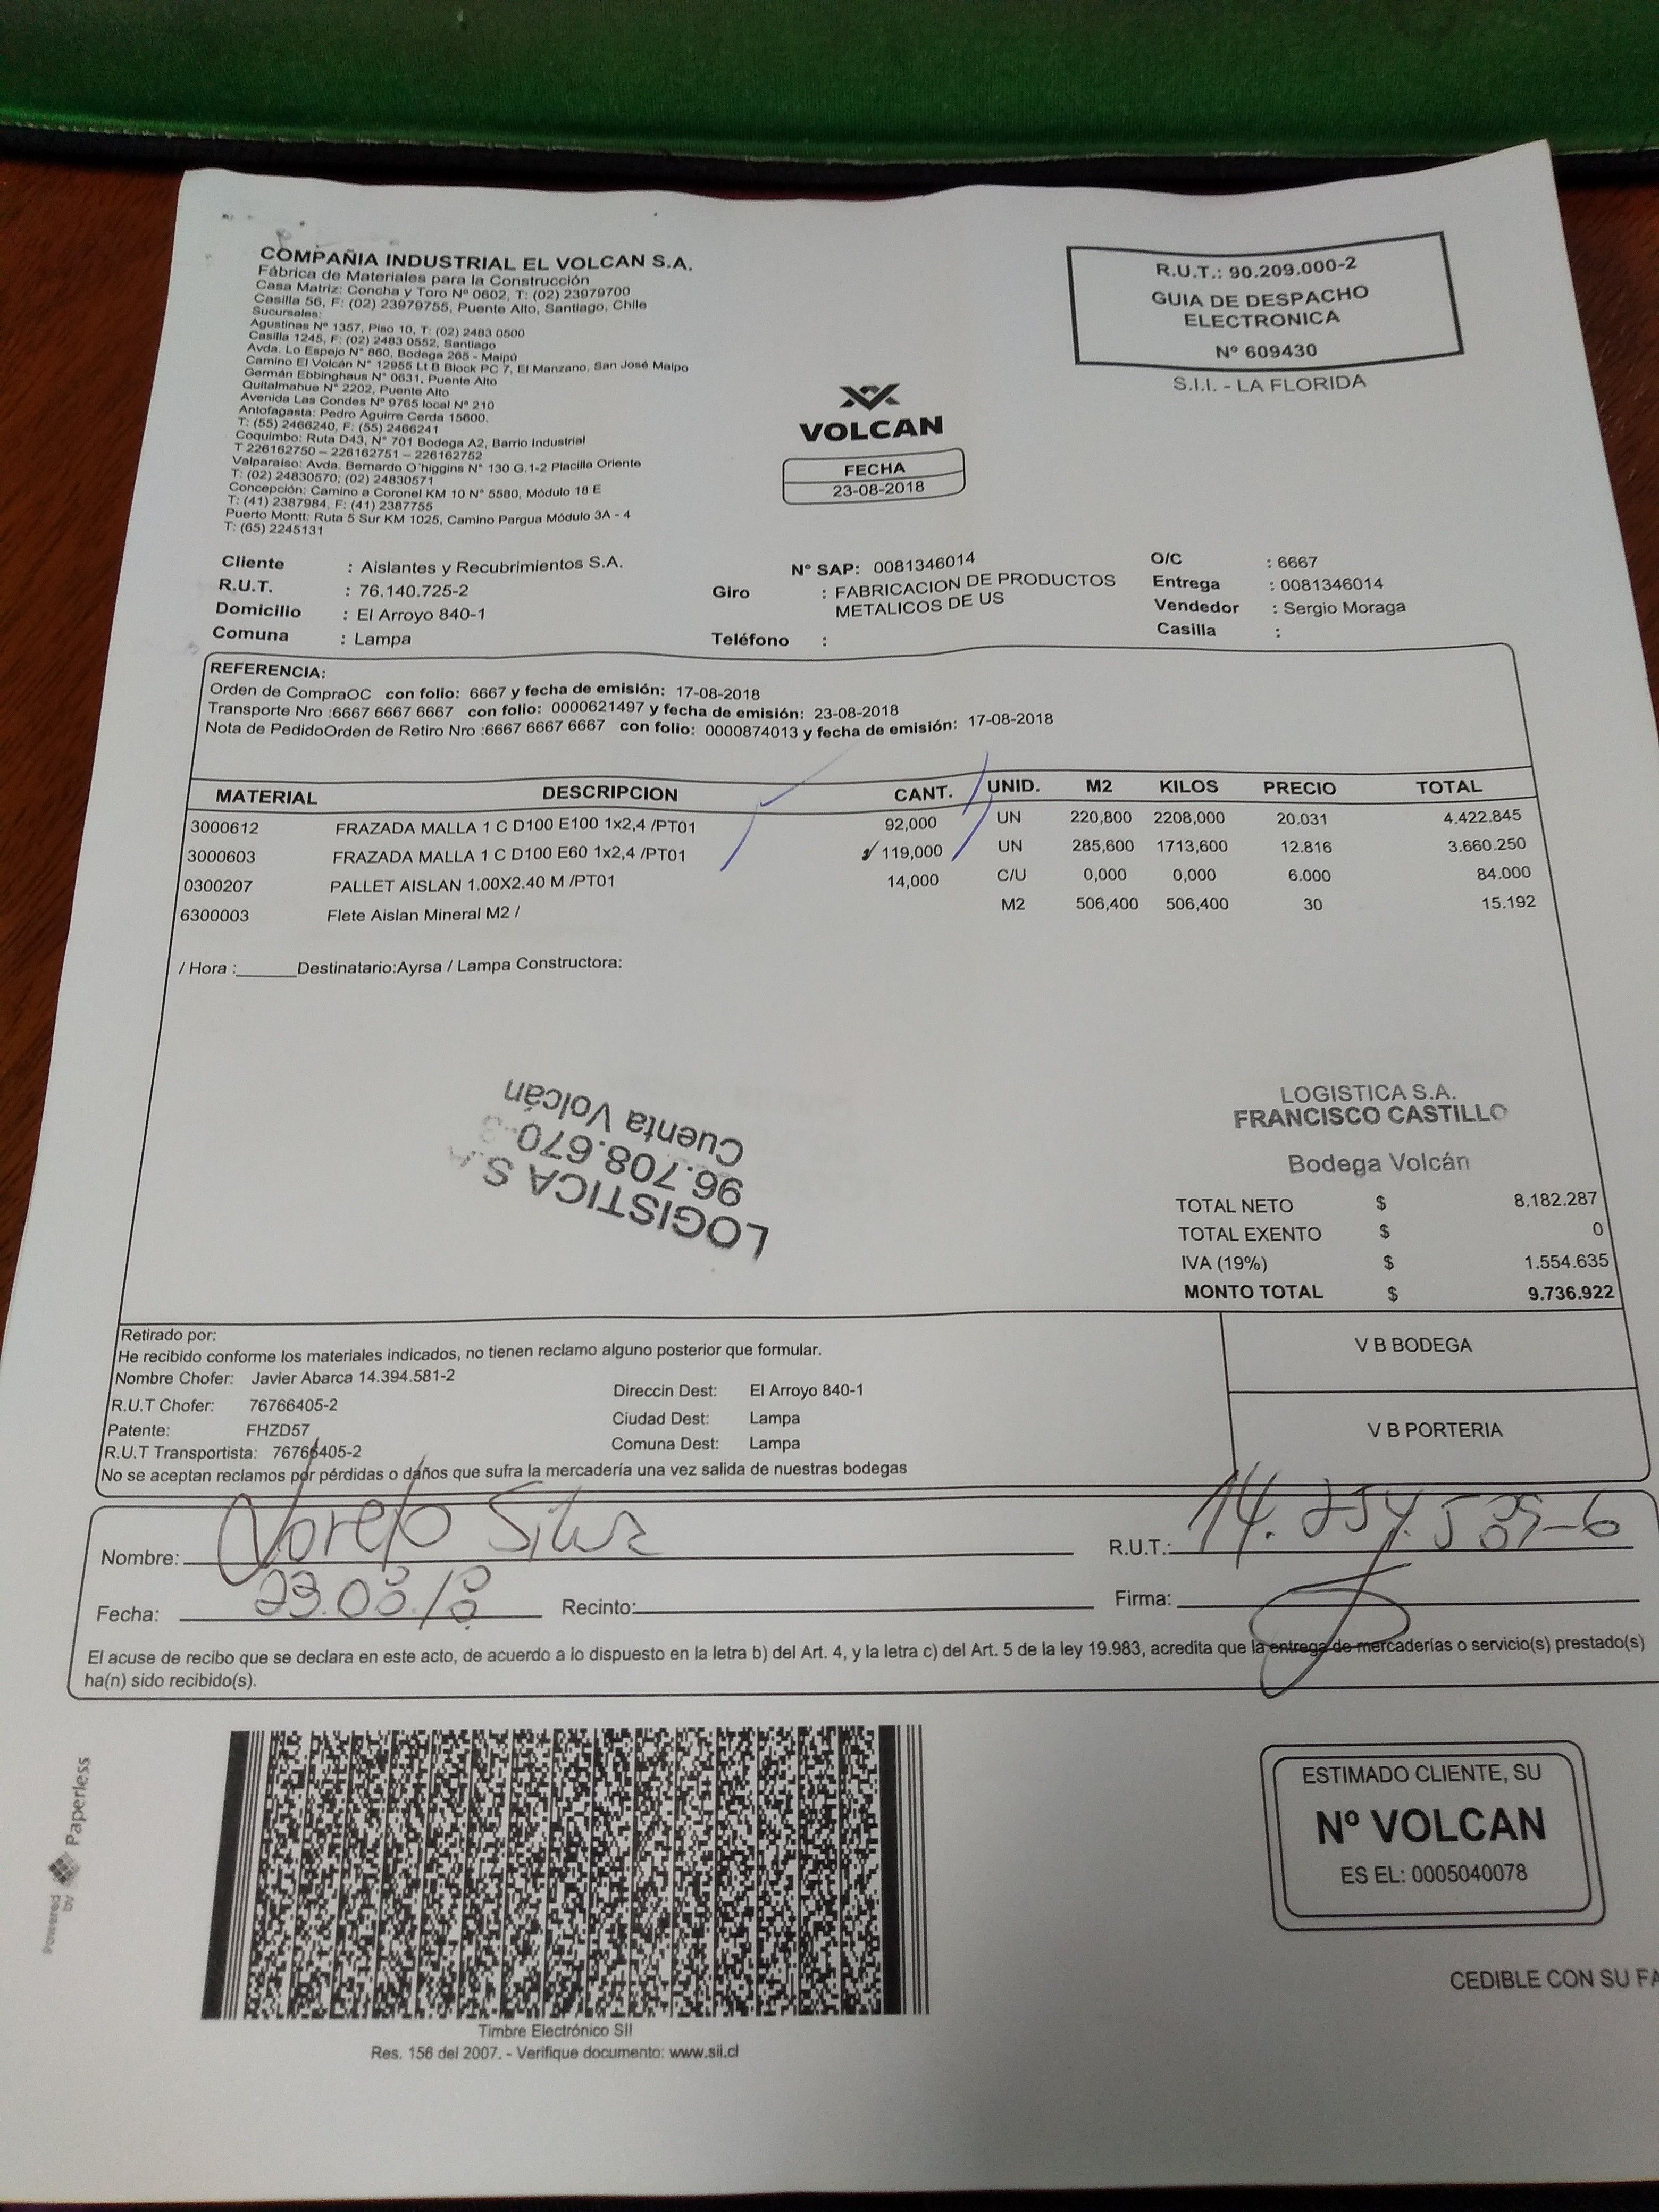 COMPAÑIA INDUSTRIAL EL VOLCAN S.A.
Fábrica de Materiales para la Construcción
Casa Matriz: Concha y Toro Nº 0602, T: (02) 23979700
Casilla 56, F: (02) 23979755, Puente Alto, Santiago, Chile
Sucursales:
Agustinas Nº 1357, Piso 10, T: (02) 2483 0500
Casilla 1245, F: (02) 2483 0552, Santiago
Avda. Lo Espejo N° 860, Bodega 265 - Maipú
Camino El Volcán N° 12955 Lt B Block PC 7, El Manzano, San José Maipo
Germán Ebbinghaus N° 0631, Puente Alto
Quitalmahue N° 2202, Puente Alto
Avenida Las Condes N° 9765 local Nº 210
Antofagasta: Pedro Aguirre Cerda 15600.
T: (55) 2466240, F: (55) 2466241
Coquimbo: Ruta D43, N° 701 Bodega A2, Barrio Industrial
T 226162750 – 226162751 – 226162752
Valparaíso: Avda. Bernardo O'higgins N° 130 G.1-2 Placilla Oriente
T: (02) 24830570; (02) 24830571
Concepción: Camino a Coronel KM 10 N° 5580, Módulo 18 E
T: (41) 2387984, F: (41) 2387755
Puerto Montt: Ruta 5 Sur KM 1025, Camino Pargua Módulo 3A - 4
T: (65) 2245131
R.U.T.: 90.209.000-2
GUIA DE DESPACHO
ELECTRONICA
Nº 609430
S.I.I. - LA FLORIDA
VOLCAN
FECHA
23-08-2018
Cliente : Aislantes y Recubrimientos S.A.
R.U.T. : 76.140.725-2
Domicilio : El Arroyo 840-1
Comuna : Lampa
Nº SAP: 0081346014
Giro : FABRICACION DE PRODUCTOS
METALICOS DE US
Teléfono :
O/C : 6667
Entrega : 0081346014
Vendedor : Sergio Moraga
Casilla :
REFERENCIA:
Orden de CompraOC con folio: 6667 y fecha de emisión: 17-08-2018
Transporte Nro :6667 6667 6667 con folio: 0000621497 y fecha de emisión: 23-08-2018
Nota de PedidoOrden de Retiro Nro :6667 6667 6667 con folio: 0000874013 y fecha de emisión: 17-08-2018
MATERIAL DESCRIPCION CANT. UNID. M2 KILOS PRECIO TOTAL
3000612 FRAZADA MALLA 1 C D100 E100 1x2,4 /PT01 92,000 UN 220,800 2208,000 20.031 4.422.845
3000603 FRAZADA MALLA 1 C D100 E60 1x2,4 /PT01 119,000 UN 285,600 1713,600 12.816 3.660.250
0300207 PALLET AISLAN 1.00X2.40 M /PT01 14,000 C/U 0,000 0,000 6.000 84.000
6300003 Flete Aislan Mineral M2 / M2 506,400 506,400 30 15.192
/ Hora :______Destinatario:Ayrsa / Lampa Constructora:
LOGISTICA S.A.
96.708.670-3
Cuenta Volcán
LOGISTICA S.A.
FRANCISCO CASTILLO
Bodega Volcán
TOTAL NETO $ 8.182.287
TOTAL EXENTO $ 0
IVA (19%) $ 1.554.635
MONTO TOTAL $ 9.736.922
Retirado por:
He recibido conforme los materiales indicados, no tienen reclamo alguno posterior que formular.
Nombre Chofer: Javier Abarca 14.394.581-2
R.U.T Chofer: 76766405-2
Patente: FHZD57
R.U.T Transportista: 76766405-2
Direccin Dest: El Arroyo 840-1
Ciudad Dest: Lampa
Comuna Dest: Lampa
No se aceptan reclamos por pérdidas o daños que sufra la mercadería una vez salida de nuestras bodegas
V B BODEGA
V B PORTERIA
Nombre: Silva
R.U.T.:
Fecha: 23.08/18 Recinto: Firma:
El acuse de recibo que se declara en este acto, de acuerdo a lo dispuesto en la letra b) del Art. 4, y la letra c) del Art. 5 de la ley 19.983, acredita que la entrega de mercaderías o servicio(s) prestado(s)
ha(n) sido recibido(s).
Powered by Paperless
Timbre Electrónico SII
Res. 156 del 2007. - Verifique documento: www.sii.cl
ESTIMADO CLIENTE, SU
Nº VOLCAN
ES EL: 0005040078
CEDIBLE CON SU FA